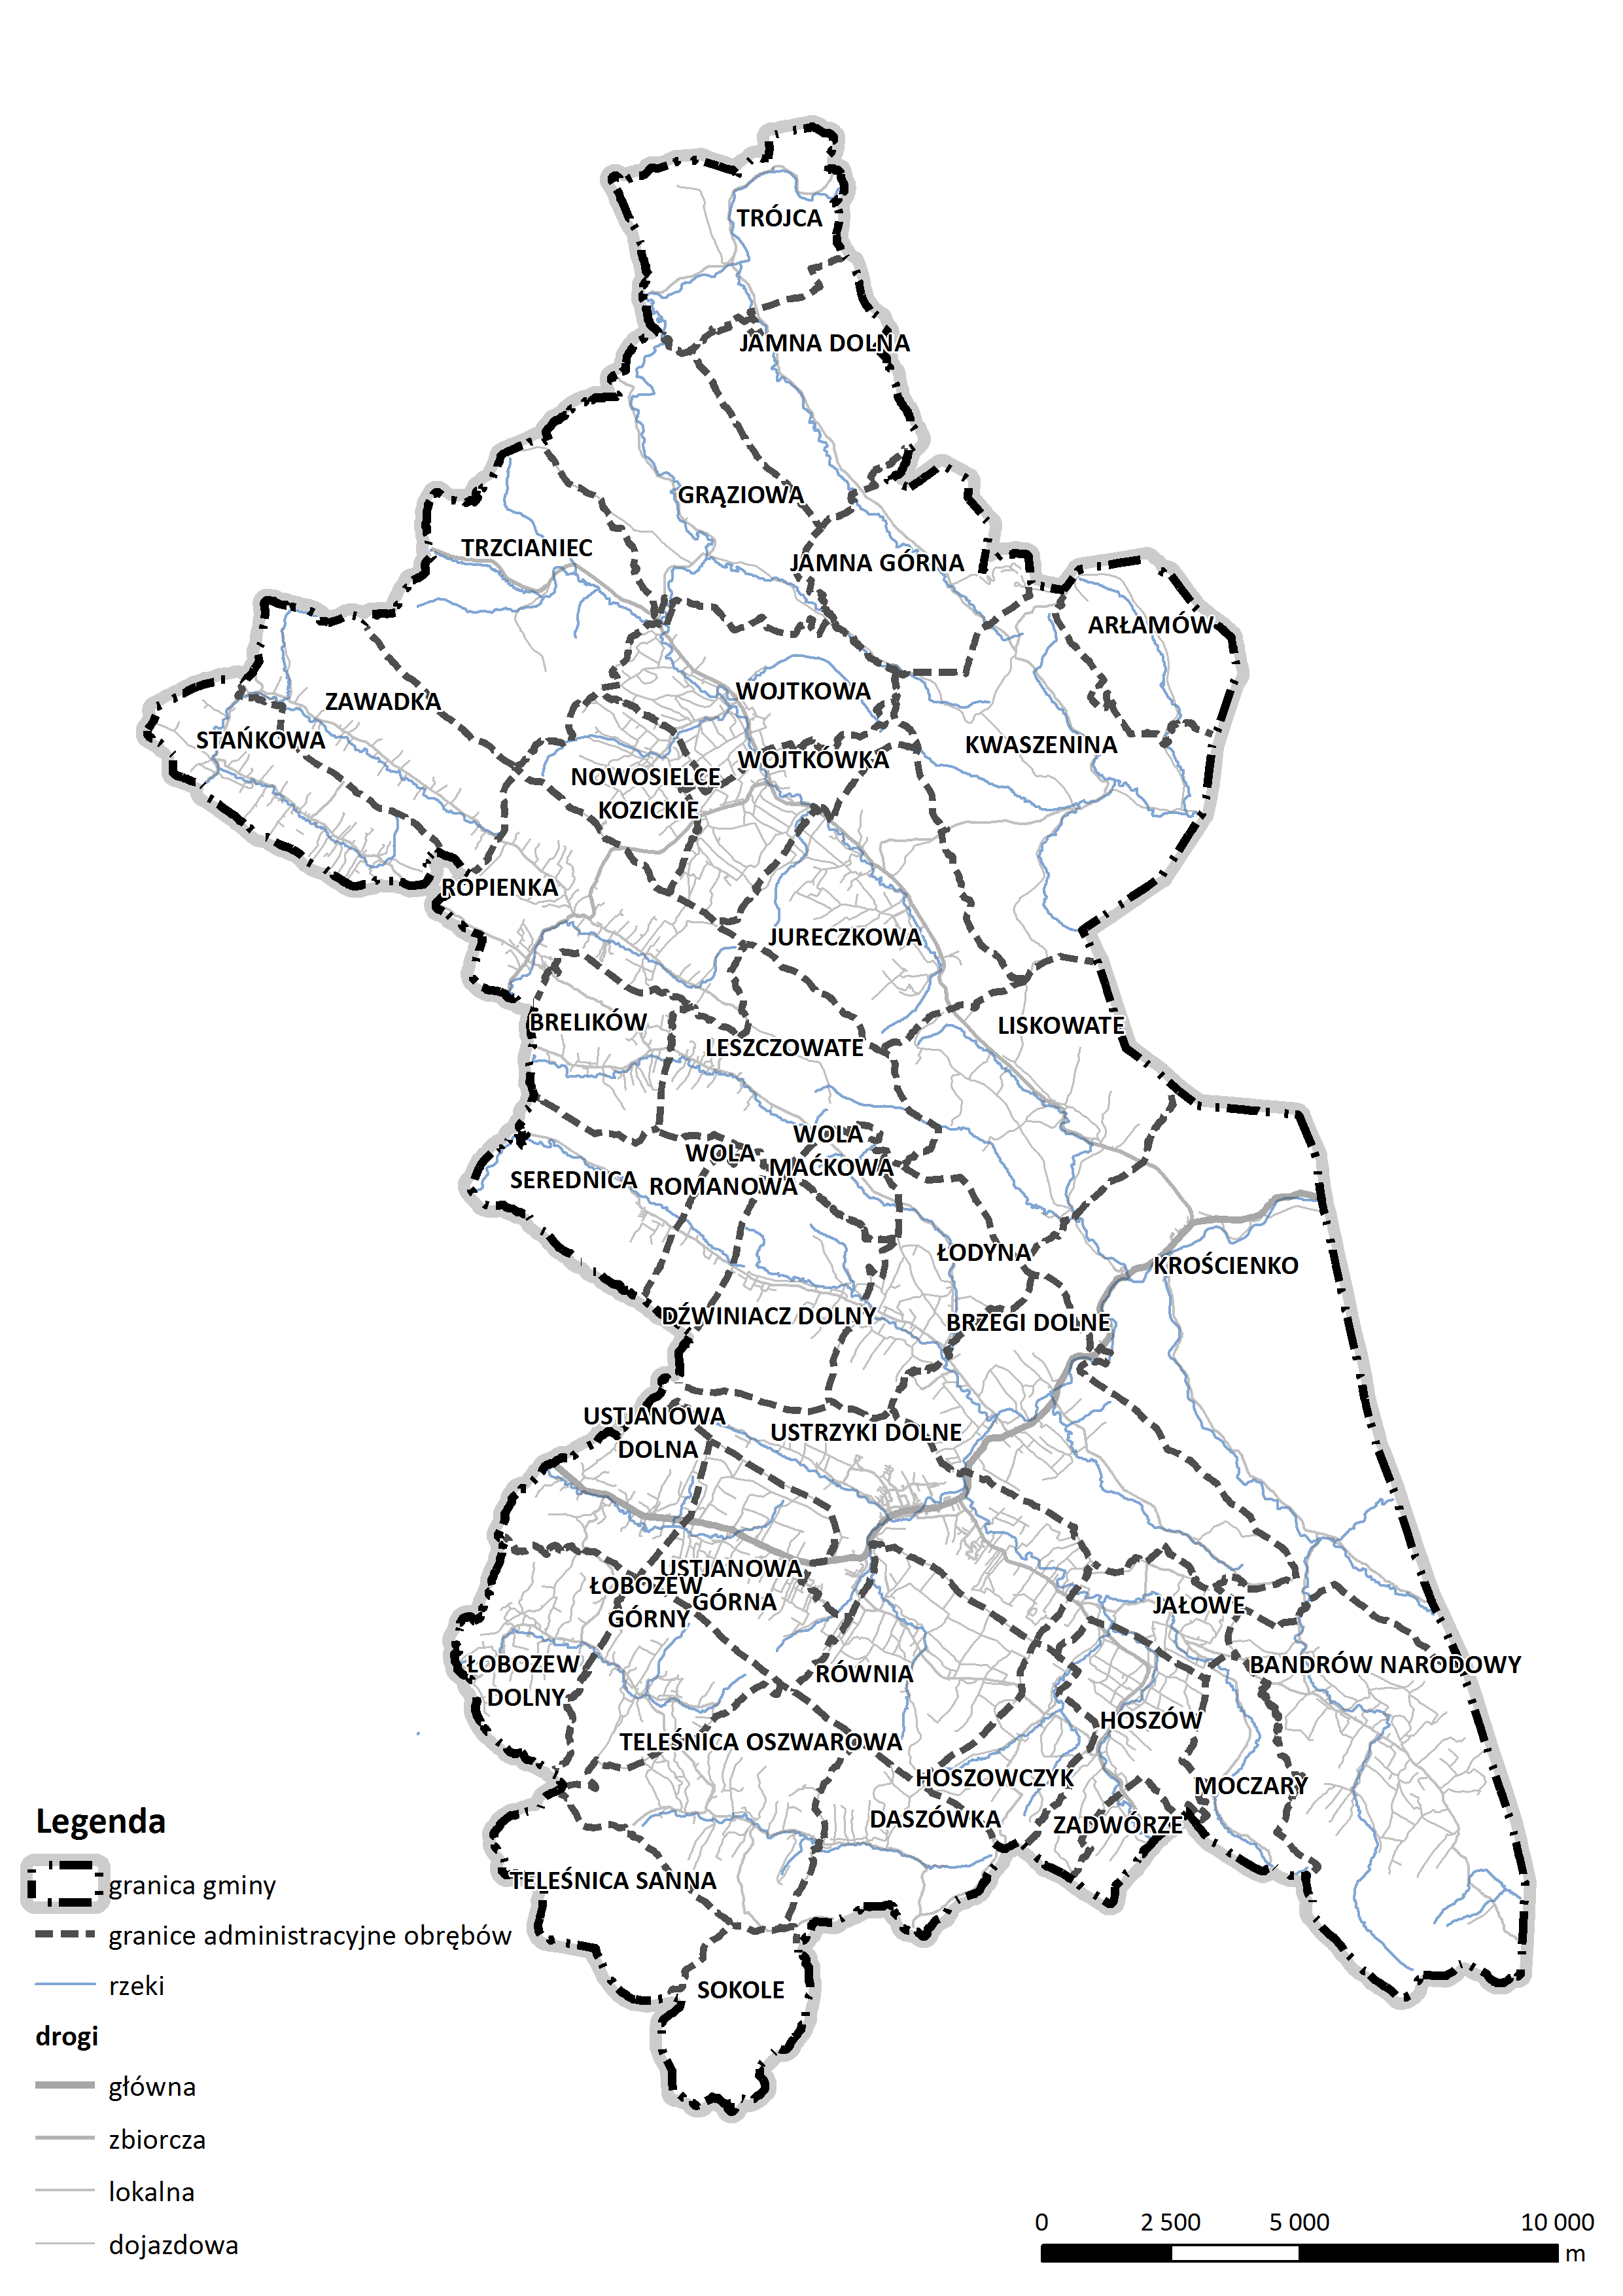 TRÓJCA
JAMNA DOLNA
GRĄZIOWA
TRZCIANIEC
JAMNA GÓRNA
ARŁAMÓW
WOJTKOWA
ZAWADKA
STAŃKOWA
KWASZENINA
WOJTKÓWKA
NOWOSIELCE
KOZICKIE
ROPIENKA
JURECZKOWA
BRELIKÓW
LISKOWATE
LESZCZOWATE
WOLA
MAĆKOWA
WOLA
ROMANOWA
SEREDNICA
ŁODYNA
KROŚCIENKO
DŹWINIACZ DOLNY
BRZEGI DOLNE
USTJANOWA
DOLNA
USTRZYKI DOLNE
USTJANOWA
GÓRNA
ŁOBOZEW
GÓRNY
JAŁOWE
ŁOBOZEW
DOLNY
RÓWNIA
BANDRÓW NARODOWY
HOSZÓW
TELEŚNICA OSZWAROWA
HOSZOWCZYK
MOCZARY
DASZÓWKA
ZADWÓRZE
TELEŚNICA SANNA
SOKOLE
Legenda
granica gminy
granice administracyjne obrębów
rzeki
drogi
główna
zbiorcza
lokalna
dojazdowa
0 2 500 5 000 10 000
m